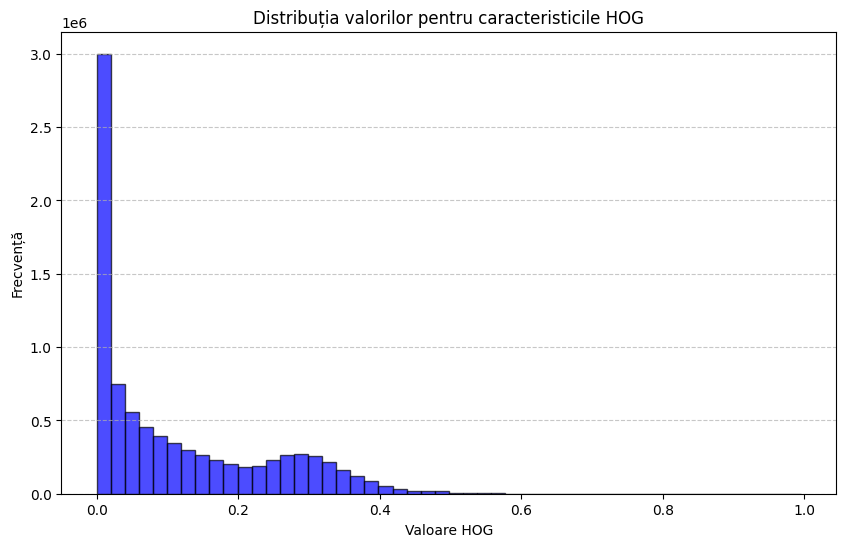 Distribuția valorilor pentru caracteristicile HOG
1e6
3.0
2.5
2.0
1.5
1.0
0.5
0.0
Frecvență
0.0 0.2 0.4 0.6 0.8 1.0
Valoare HOG